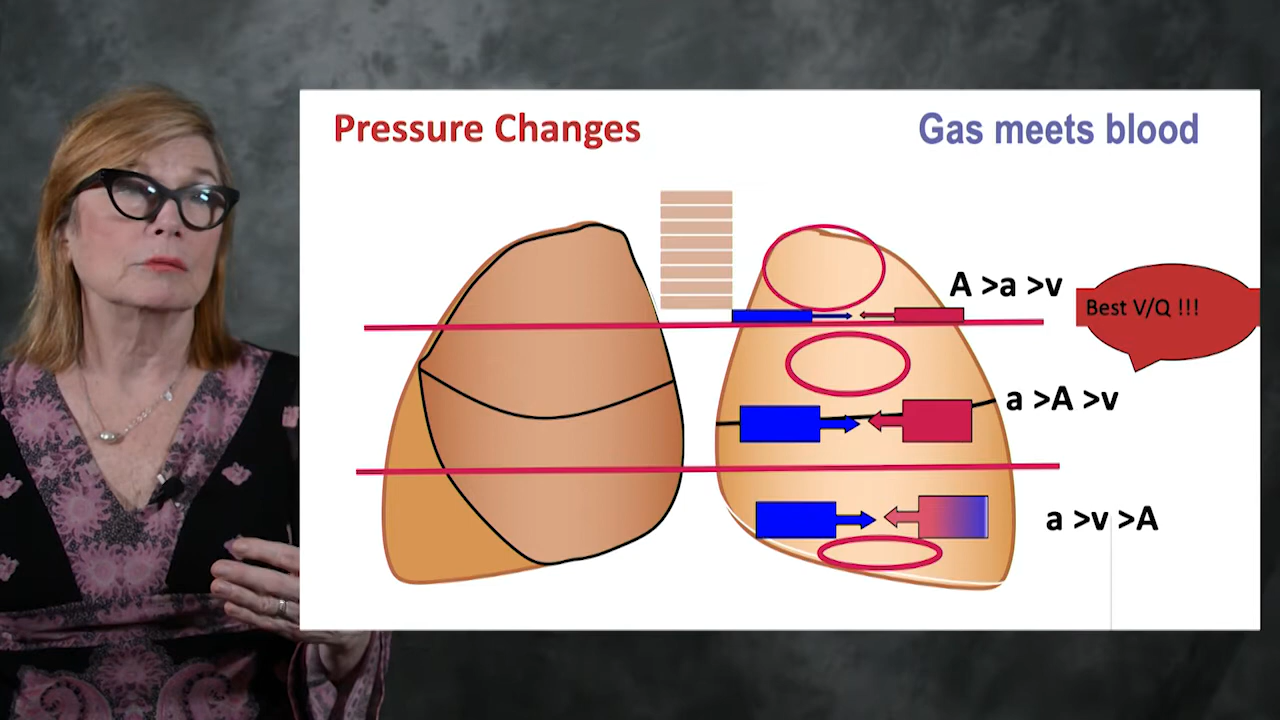 Pressure Changes
Gas meets blood
A >a >v
Best V/Q !!!
a >A >v
a >v >A